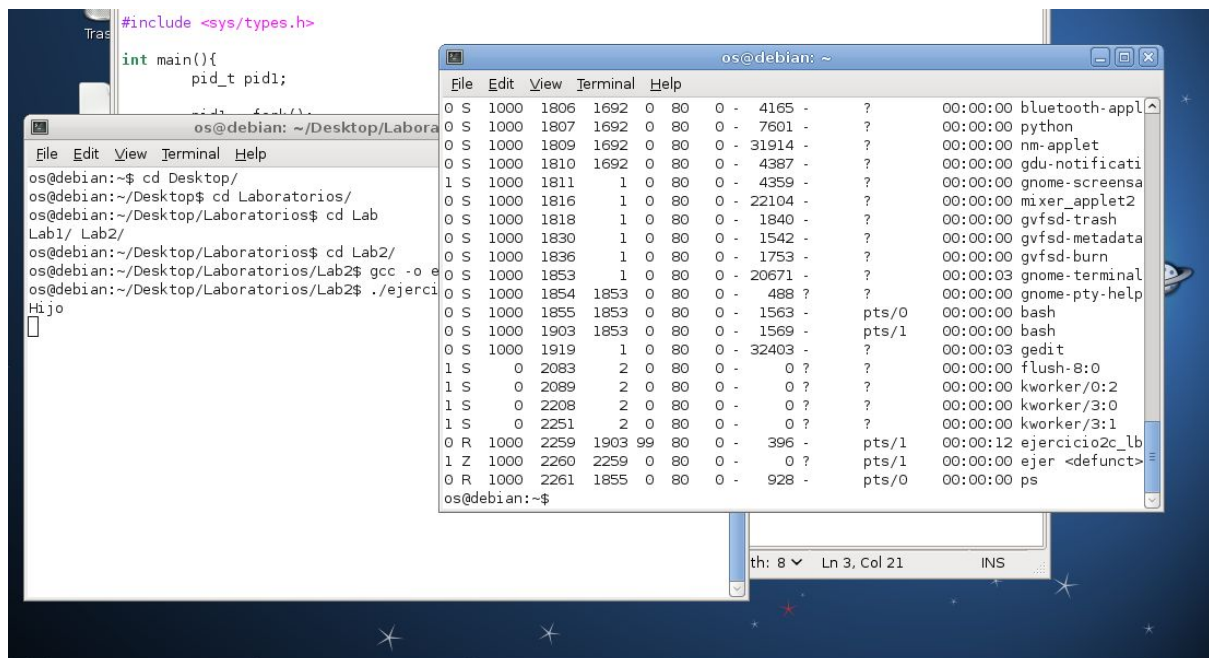 Tras
#include <sys/types.h>
int main(){
pid_t pid1;
os@debian: ~/Desktop/Labora
File Edit View Terminal Help
os@debian:~$ cd Desktop/
os@debian:~/Desktop$ cd Laboratorios/
os@debian:~/Desktop/Laboratorios$ cd Lab
Lab1/ Lab2/
os@debian:~/Desktop/Laboratorios$ cd Lab2/
os@debian:~/Desktop/Laboratorios/Lab2$ gcc -o e
os@debian:~/Desktop/Laboratorios/Lab2$ ./ejerci
Hijo
os@debian: ~
File Edit View Terminal Help
0 S 1000 1806 1692 0 80 0 - 4165 - ? 00:00:00 bluetooth-appl
0 S 1000 1807 1692 0 80 0 - 7601 - ? 00:00:00 python
0 S 1000 1809 1692 0 80 0 - 31914 - ? 00:00:00 nm-applet
0 S 1000 1810 1692 0 80 0 - 4387 - ? 00:00:00 gdu-notificati
1 S 1000 1811 1 0 80 0 - 4359 - ? 00:00:00 gnome-screensa
0 S 1000 1816 1 0 80 0 - 22104 - ? 00:00:00 mixer_applet2
0 S 1000 1818 1 0 80 0 - 1840 - ? 00:00:00 gvfsd-trash
0 S 1000 1830 1 0 80 0 - 1542 - ? 00:00:00 gvfsd-metadata
0 S 1000 1836 1 0 80 0 - 1753 - ? 00:00:00 gvfsd-burn
0 S 1000 1853 1 0 80 0 - 20671 - ? 00:00:03 gnome-terminal
0 S 1000 1854 1853 0 80 0 - 488 ? ? 00:00:00 gnome-pty-help
0 S 1000 1855 1853 0 80 0 - 1563 - pts/0 00:00:00 bash
0 S 1000 1903 1853 0 80 0 - 1569 - pts/1 00:00:00 bash
0 S 1000 1919 1 0 80 0 - 32403 - ? 00:00:03 gedit
1 S 0 2083 2 0 80 0 - 0 ? ? 00:00:00 flush-8:0
1 S 0 2089 2 0 80 0 - 0 ? ? 00:00:00 kworker/0:2
1 S 0 2208 2 0 80 0 - 0 ? ? 00:00:00 kworker/3:0
1 S 0 2251 2 0 80 0 - 0 ? ? 00:00:00 kworker/3:1
0 R 1000 2259 1903 99 80 0 - 396 - pts/1 00:00:12 ejercicio2c_lb
1 Z 1000 2260 2259 0 80 0 - 0 ? pts/1 00:00:00 ejer <defunct>
0 R 1000 2261 1855 0 80 0 - 928 - pts/0 00:00:00 ps
os@debian:~$
th: 8 Ln 3, Col 21 INS